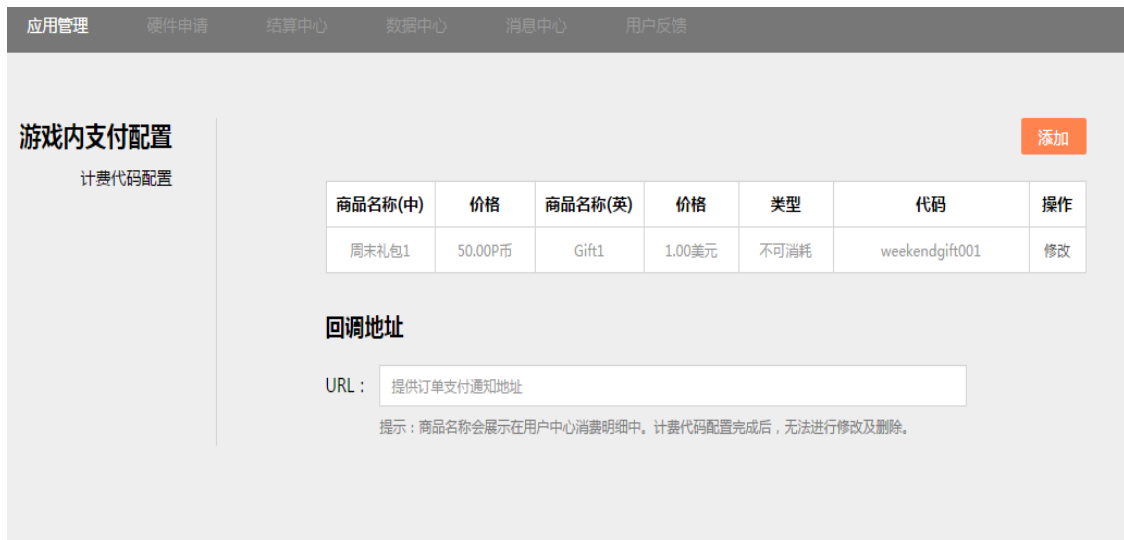 应用管理 硬件申请 结算中心 数据中心 消息中心 用户反馈
游戏内支付配置
计费代码配置
添加
商品名称(中) 价格 商品名称(英) 价格 类型 代码 操作
周末礼包1 50.00P币 Gift1 1.00美元 不可消耗 weekendgift001 修改
回调地址
URL： 提供订单支付通知地址
提示：商品名称会展示在用户中心消费明细中。计费代码配置完成后，无法进行修改及删除。